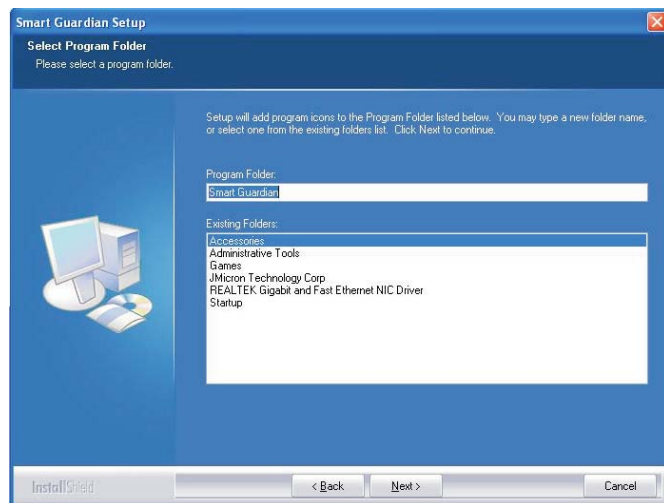 Smart Guardian Setup
Select Program Folder
Please select a program folder.
Setup will add program icons to the Program Folder listed below. You may type a new folder name,
or select one from the existing folders list. Click Next to continue.
Program Folder:
Smart Guardian
Existing Folders:
Accessories
Administrative Tools
Games
JMicron Technology Corp
REALTEK Gigabit and Fast Ethernet NIC Driver
Startup
InstallShield
< Back
Next >
Cancel